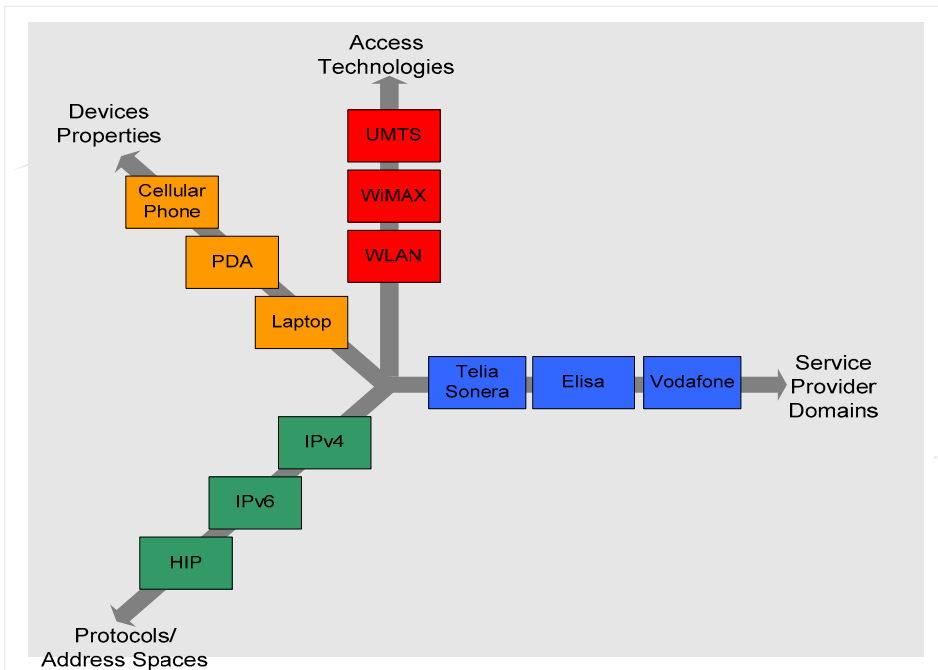 Access
Technologies
Devices
Properties
UMTS
WiMAX
WLAN
Cellular
Phone
PDA
Laptop
Telia
Sonera
Elisa
Vodafone
Service
Provider
Domains
IPv4
IPv6
HIP
Protocols/
Address Spaces